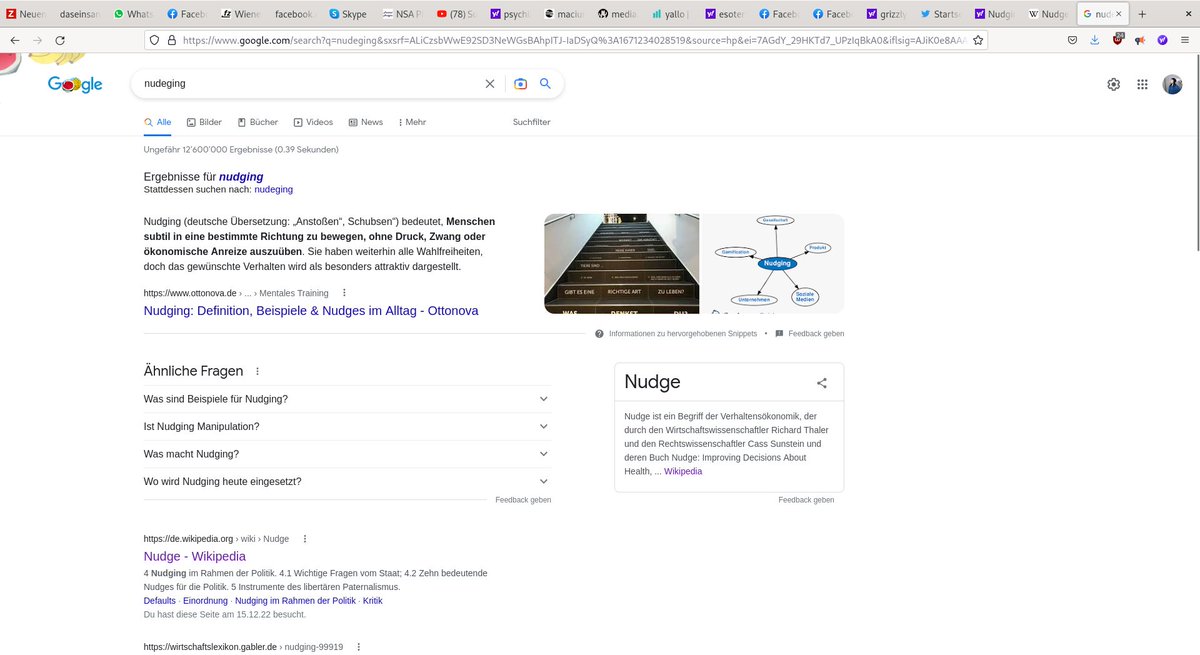 Neuen
daseinsan
Whats
Faceb
Wiene
facebook.
Skype
NSA P
(78) Su
psychi
macius
media
yallo |
esoter
Faceb
Faceb
grizzly
Startse
Nudgin
Nudge
nud
https://www.google.com/search?q=nudeging&sxsrf=ALiCzsbWwE92SD3NeWGsBAhpITJ-IaDSyQ%3A1671234028519&source=hp&ei=7AGdY_29HKTd7_UPzIqBkA0&iflsig=AJiK0e8AAA
24
Google
nudeging
Alle
Bilder
Bücher
Videos
News
Mehr
Suchfilter
Ungefähr 12'600'000 Ergebnisse (0.39 Sekunden)
Ergebnisse für nudging
Stattdessen suchen nach: nudeging
Nudging (deutsche Übersetzung: „Anstoßen“, Schubsen“) bedeutet, Menschen
subtil in eine bestimmte Richtung zu bewegen, ohne Druck, Zwang oder
ökonomische Anreize auszuüben. Sie haben weiterhin alle Wahlfreiheiten,
doch das gewünschte Verhalten wird als besonders attraktiv dargestellt.
https://www.ottonova.de › ... › Mentales Training
Nudging: Definition, Beispiele & Nudges im Alltag - Ottonova
GIBT ES EINE RICHTIGE ART ZU LEBEN?
WAS DENKST DU?
Gesellschaft
Gamification
Produkt
Nudging
Unternehmen
Soziale
Medien
Informationen zu hervorgehobenen Snippets • Feedback geben
Ähnliche Fragen
Was sind Beispiele für Nudging?
Ist Nudging Manipulation?
Was macht Nudging?
Wo wird Nudging heute eingesetzt?
Feedback geben
Nudge
Nudge ist ein Begriff der Verhaltensökonomik, der
durch den Wirtschaftswissenschaftler Richard Thaler
und den Rechtswissenschaftler Cass Sunstein und
deren Buch Nudge: Improving Decisions About
Health, ... Wikipedia
Feedback geben
https://de.wikipedia.org › wiki › Nudge
Nudge - Wikipedia
4 Nudging im Rahmen der Politik. 4.1 Wichtige Fragen vom Staat; 4.2 Zehn bedeutende
Nudges für die Politik. 5 Instrumente des libertären Paternalismus.
Defaults · Einordnung · Nudging im Rahmen der Politik · Kritik
Du hast diese Seite am 15.12.22 besucht.
https://wirtschaftslexikon.gabler.de › nudging-99919